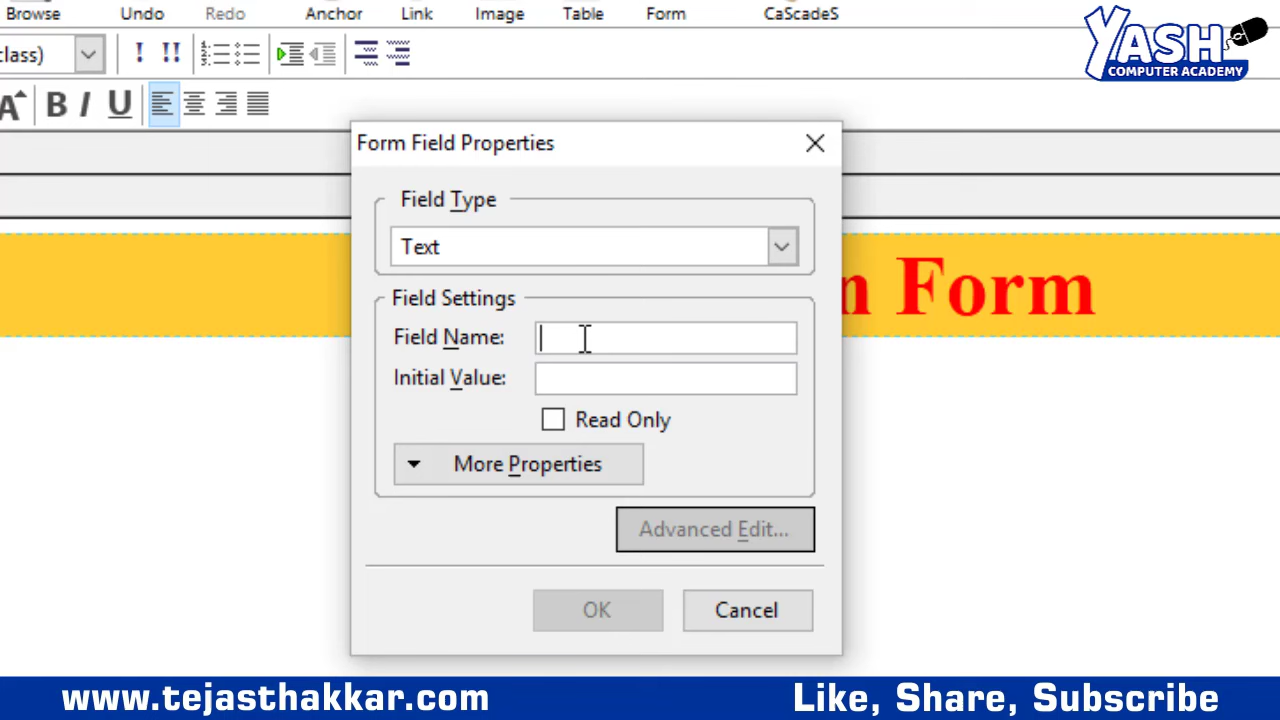 Browse Undo Redo Anchor Link Image Table Form CaScadeS
class) ! !!
A B I U
YASH
COMPUTER ACADEMY
Form Field Properties
Field Type
Text
n Form
Field Settings
Field Name:
Initial Value:
Read Only
More Properties
Advanced Edit...
OK Cancel
www.tejasthakkar.com Like, Share, Subscribe